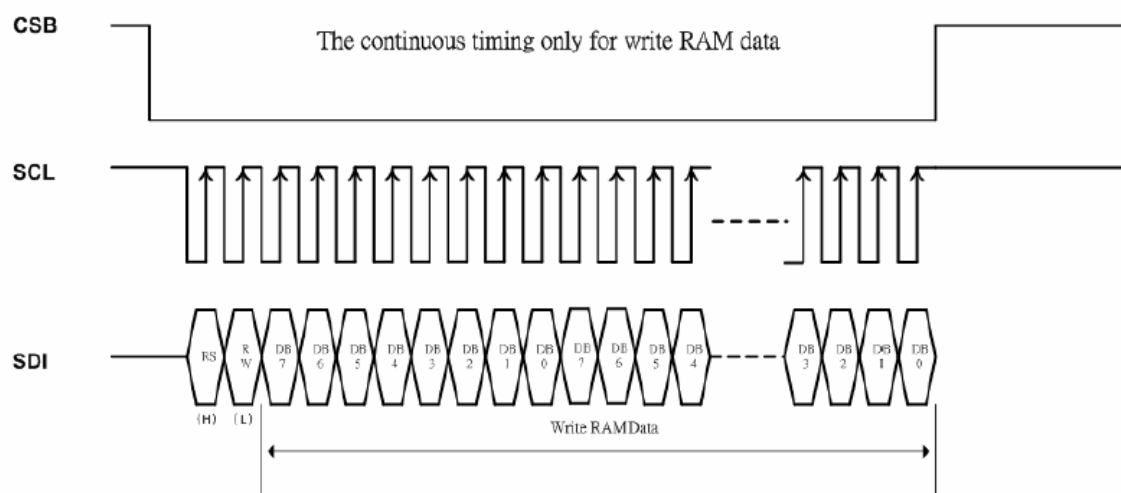 CSB
The continuous timing only for write RAM data
SCL
SDI
RS
R
W
DB
7
DB
6
DB
5
DB
4
DB
3
DB
2
DB
1
DB
0
DB
7
DB
6
DB
5
DB
4
DB
3
DB
2
DB
1
DB
0
(H)
(L)
Write RAMData